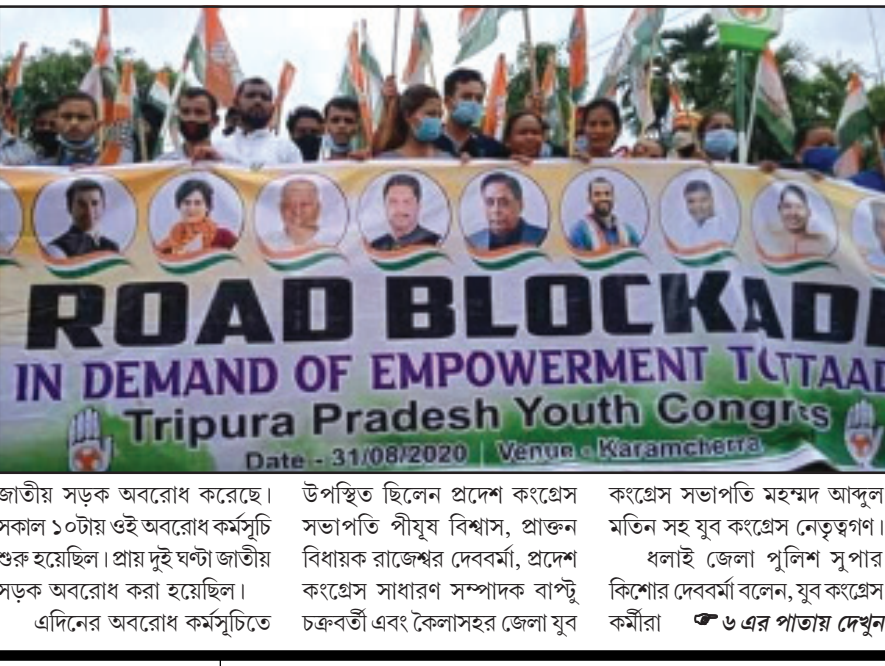 ROAD BLOCKAD
IN DEMAND OF EMPOWERMENT TO TTAAD
Tripura Pradesh Youth Congress
Date - 31/08/2020 Venue - Karamcherra
জাতীয় সড়ক অবরোধ করেছে।
সকাল ১০টায় ওই অবরোধ কর্মসূচি
শুরু হয়েছিল। প্রায় দুই ঘণ্টা জাতীয়
সড়ক অবরোধ করা হয়েছিল।
এদিনের অবরোধ কর্মসূচিতে
উপস্থিত ছিলেন প্রদেশ কংগ্রেস
সভাপতি পীযূষ বিশ্বাস, প্রাক্তন
বিধায়ক রাজেশ্বর দেববর্মা, প্রদেশ
কংগ্রেস সাধারণ সম্পাদক বাপ্টু
চক্রবর্তী এবং কৈলাসহর জেলা যুব
কংগ্রেস সভাপতি মহম্মদ আব্দুল
মতিন সহ যুব কংগ্রেস নেতৃত্বগণ।
ধলাই জেলা পুলিশ সুপার
কিশোর দেববর্মা বলেন, যুব কংগ্রেস
কর্মীরা ☛ ৬ এর পাতায় দেখুন